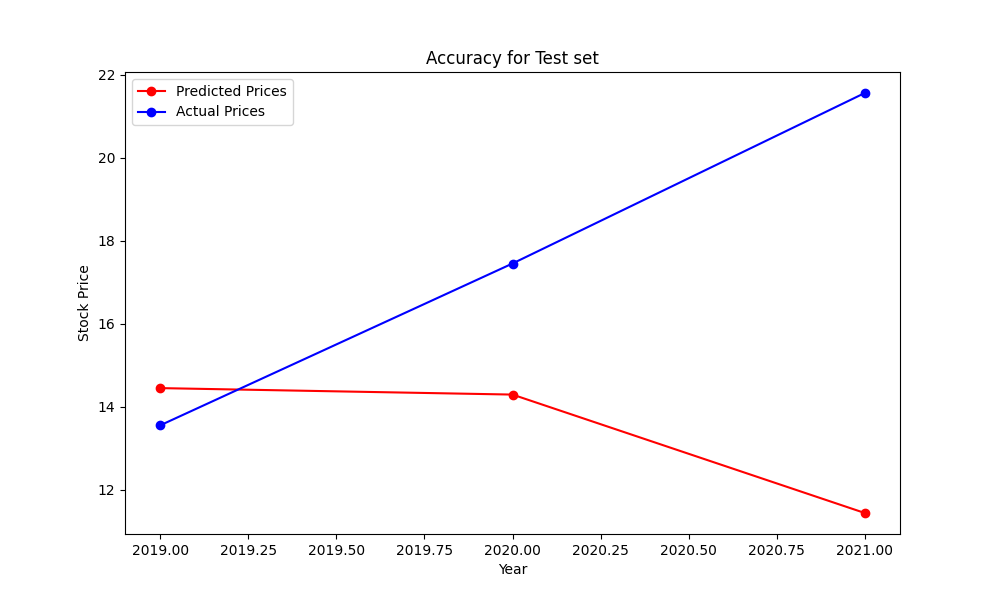 Accuracy for Test set
Predicted Prices
Actual Prices
22
20
18
16
14
12
Stock Price
2019.00 2019.25 2019.50 2019.75 2020.00 2020.25 2020.50 2020.75 2021.00
Year